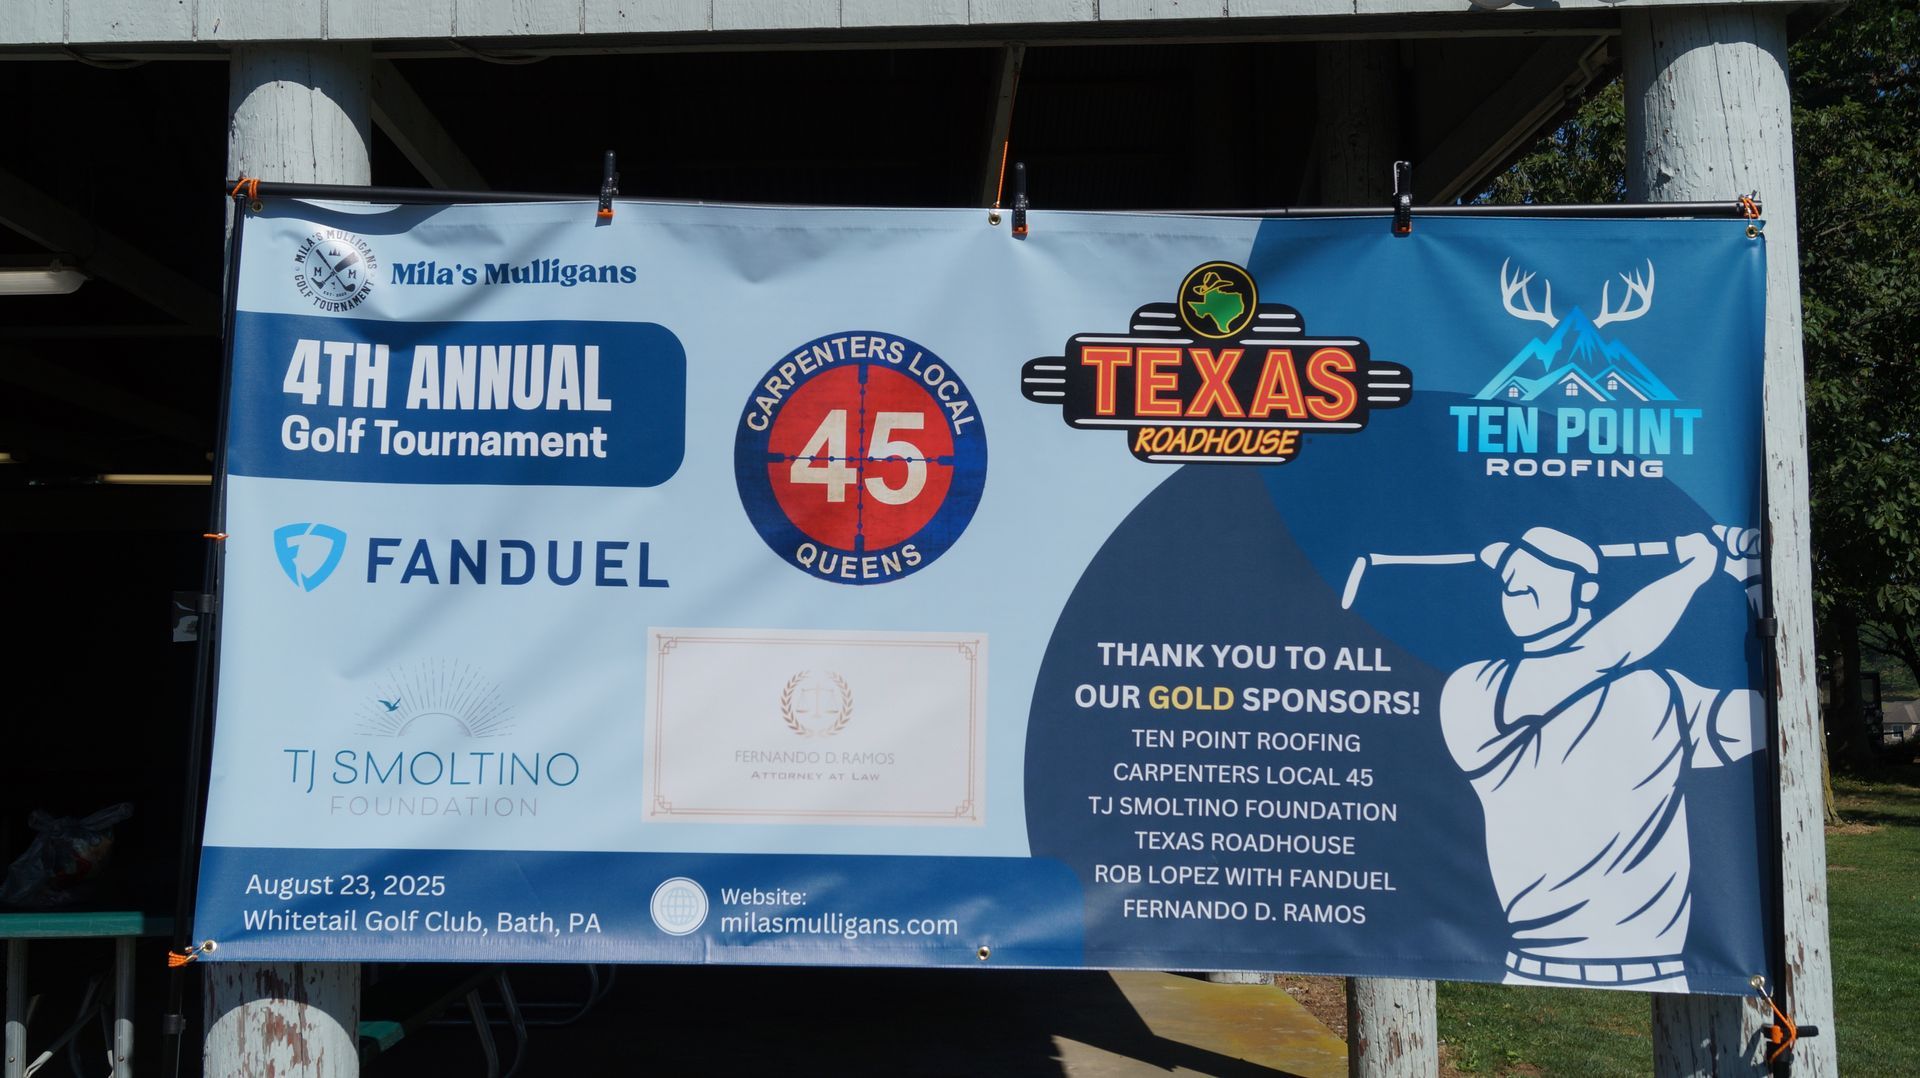 MILA'S MULLIGANS
M M
GOLF TOURNAMENT
Mila's Mulligans
4TH ANNUAL
Golf Tournament
FANDUEL
CARPENTERS LOCAL
45
QUEENS
TEXAS
ROADHOUSE
TEN POINT
ROOFING
TJ SMOLTINO
FOUNDATION
FERNANDO D. RAMOS
ATTORNEY AT LAW
THANK YOU TO ALL
OUR GOLD SPONSORS!
TEN POINT ROOFING
CARPENTERS LOCAL 45
TJ SMOLTINO FOUNDATION
TEXAS ROADHOUSE
ROB LOPEZ WITH FANDUEL
FERNANDO D. RAMOS
August 23, 2025
Whitetail Golf Club, Bath, PA
Website:
milasmulligans.com